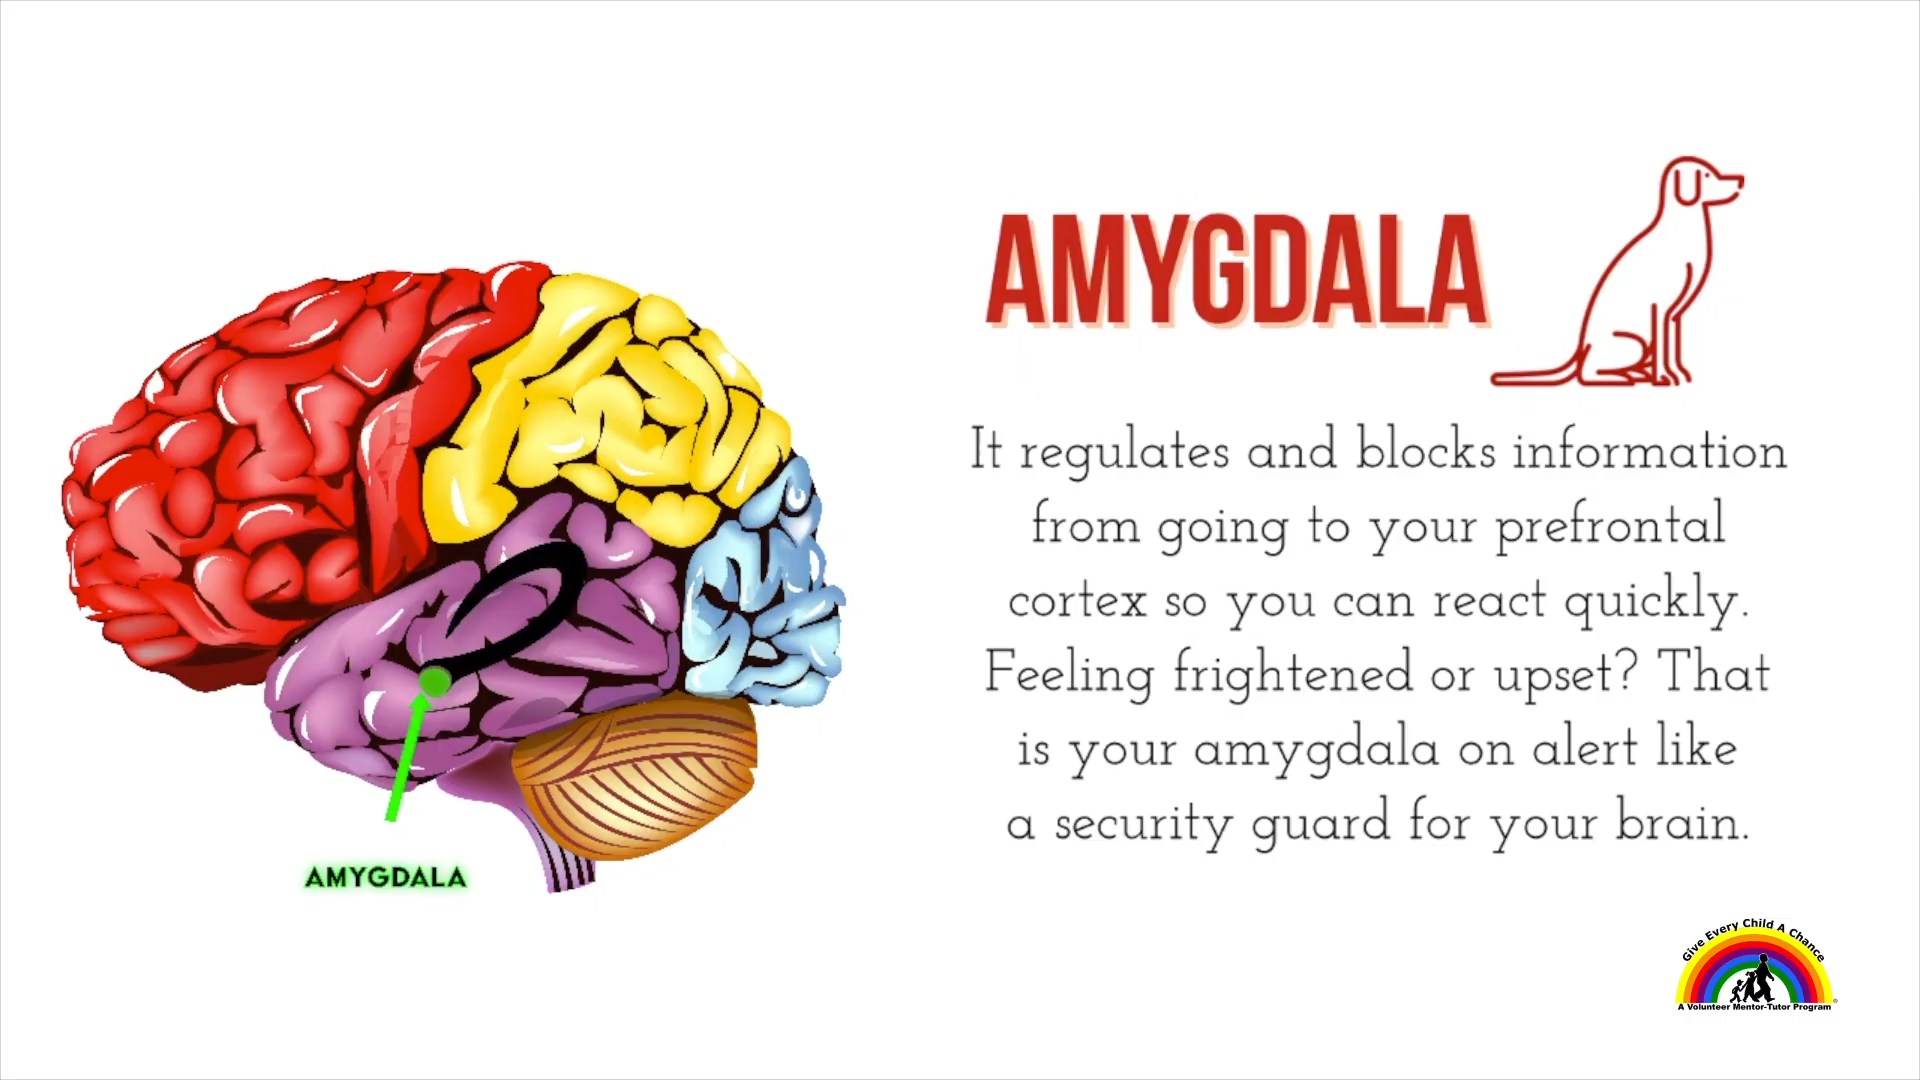 AMYGDALA
It regulates and blocks information
from going to your prefrontal
cortex so you can react quickly.
Feeling frightened or upset? That
is your amygdala on alert like
a security guard for your brain.
AMYGDALA
Give Every Child A Chance
A Volunteer Mentor-Tutor Program®